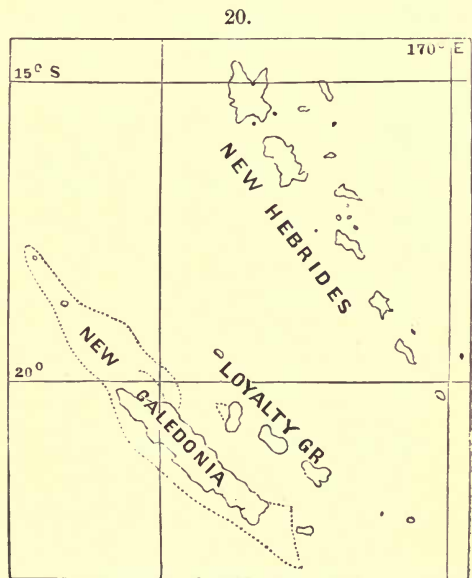 20.
170° E
15° S
NEW HEBRIDES
NEW
CALEDONIA
20°
LOYALTY GR.